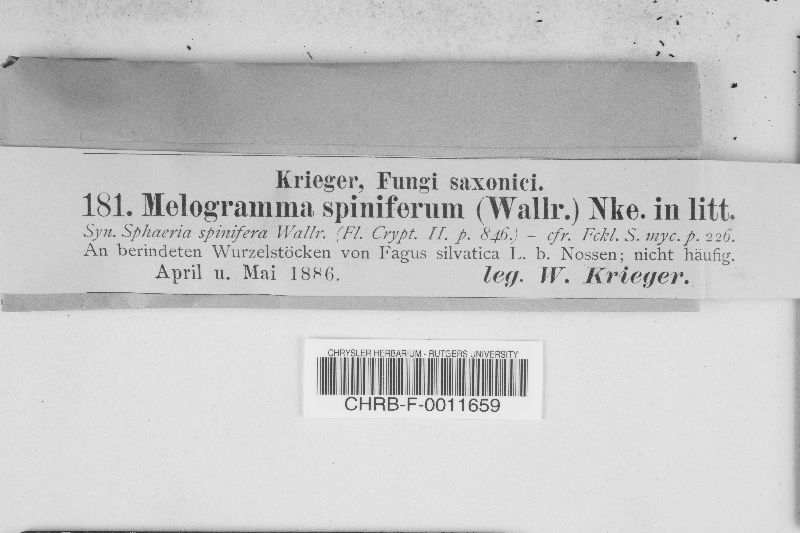 Krieger, Fungi saxonici.
181. Melogramma spiniferum (Wallr.) Nke. in litt.
Syn. Sphaeria spinifera Wallr. (Fl. Crypt. II. p. 846.) – cfr. Fckl. S. myc. p. 226.
An berindeten Wurzelstöcken von Fagus silvatica L. b. Nossen; nicht häufig.
April u. Mai 1886. leg. W. Krieger.
CHRYSLER HERBARIUM - RUTGERS UNIVERSITY
CHRB-F-0011659